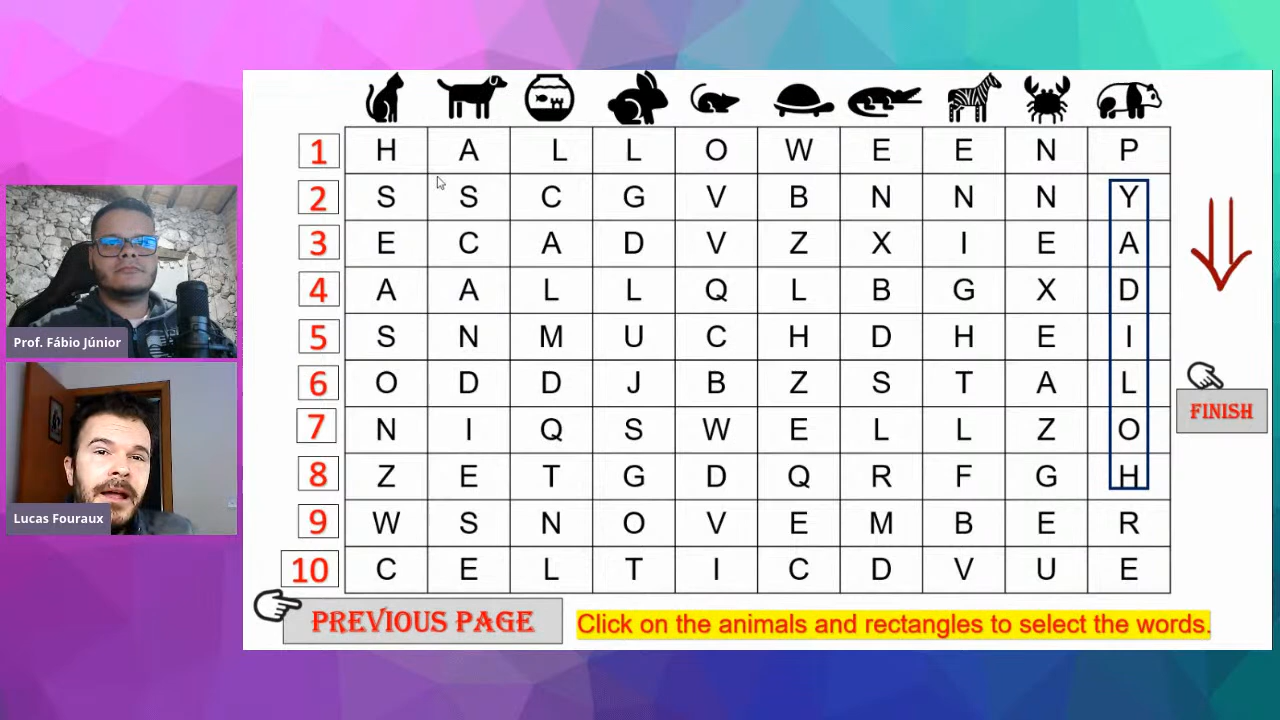 1 H A L L O W E E N P
2 S S C G V B N N N Y
3 E C A D V Z X I E A
4 A A L L Q L B G X D
5 S N M U C H D H E I
6 O D D J B Z S T A L
7 N I Q S W E L L Z O
8 Z E T G D Q R F G H
9 W S N O V E M B E R
10 C E L T I C D V U E
FINISH
PREVIOUS PAGE
Click on the animals and rectangles to select the words.
Prof. Fábio Júnior
Lucas Fouraux